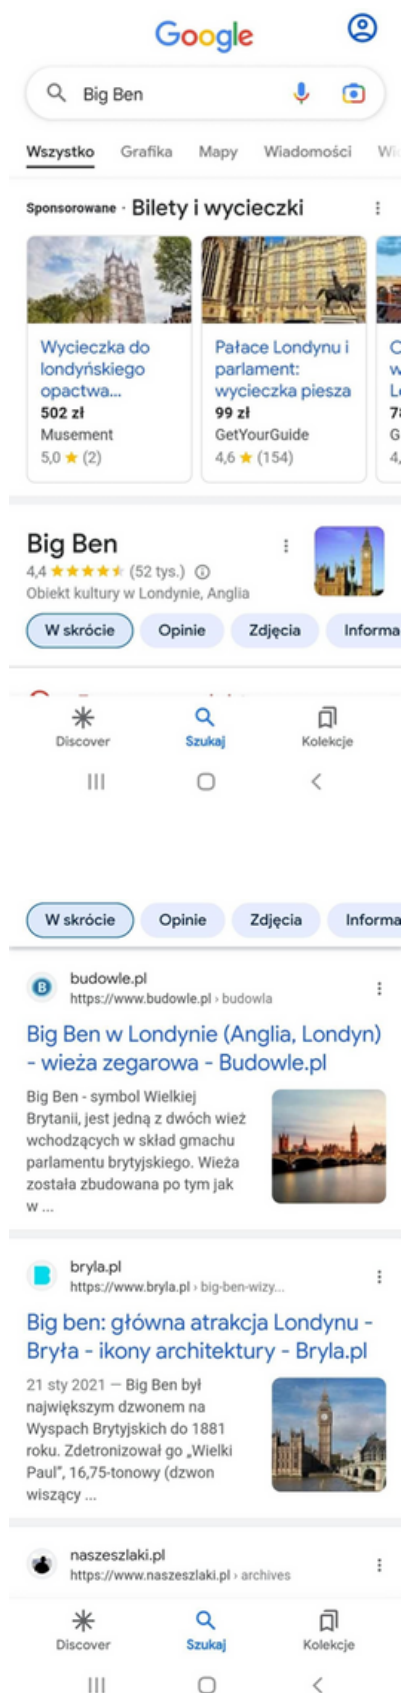 Google
Big Ben
Wszystko Grafika Mapy Wiadomości
Sponsorowane · Bilety i wycieczki
Wycieczka do
londyńskiego
opactwa...
502 zł
Musement
5,0 ★ (2)
Pałace Londynu i
parlament:
wycieczka piesza
99 zł
GetYourGuide
4,6 ★ (154)
Big Ben
4,4 ★★★★★ (52 tys.)
Obiekt kultury w Londynie, Anglia
W skrócie Opinie Zdjęcia Informa
Discover Szukaj Kolekcje
W skrócie Opinie Zdjęcia Informa
budowle.pl
https://www.budowle.pl › budowla
Big Ben w Londynie (Anglia, Londyn)
- wieża zegarowa - Budowle.pl
Big Ben - symbol Wielkiej
Brytanii, jest jedną z dwóch wież
wchodzących w skład gmachu
parlamentu brytyjskiego. Wieża
została zbudowana po tym jak
w ...
bryla.pl
https://www.bryla.pl › big-ben-wizy...
Big ben: główna atrakcja Londynu -
Bryła - ikony architektury - Bryla.pl
21 sty 2021 — Big Ben był
największym dzwonem na
Wyspach Brytyjskich do 1881
roku. Zdetronizował go „Wielki
Paul”, 16,75-tonowy (dzwon
wiszący ...
naszeszlaki.pl
https://www.naszeszlaki.pl › archives
Discover Szukaj Kolekcje